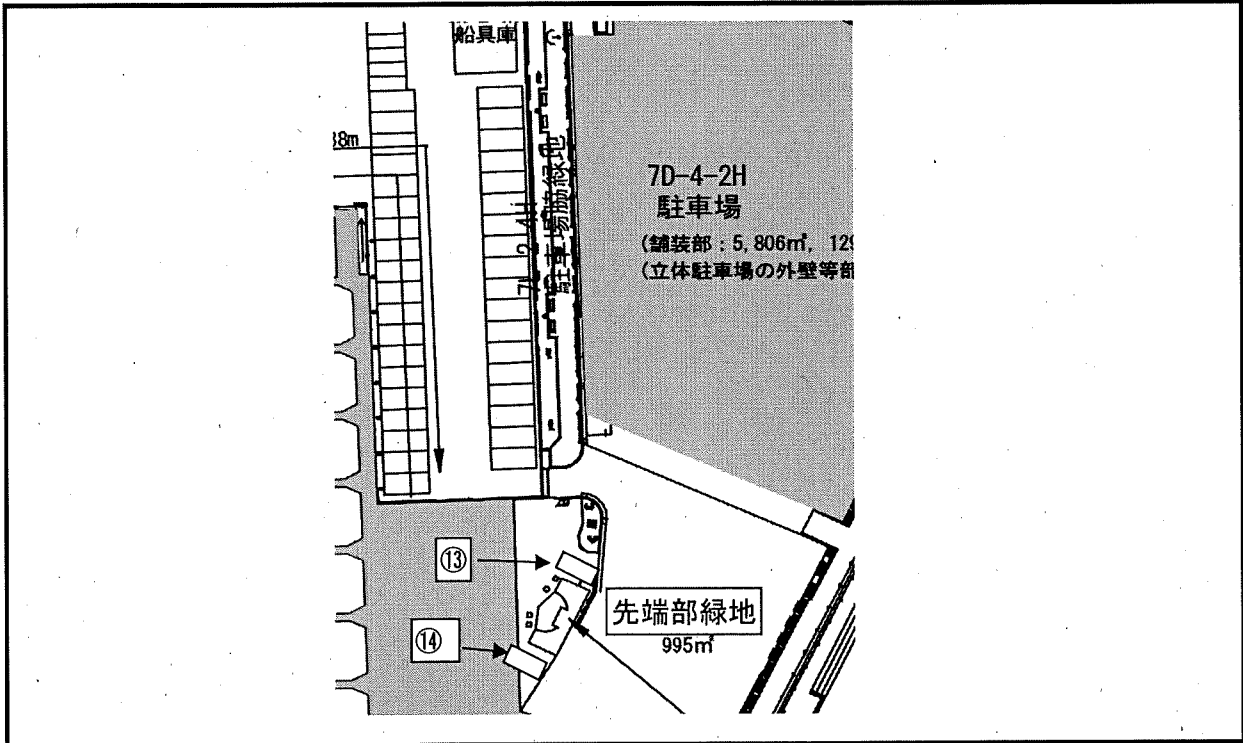 船具庫
38m
7D-4-2H
駐車場
(舗装部：5,806㎡, 129
(立体駐車場の外壁等部
駐車場脇緑地
⑬
先端部緑地
995㎡
⑭